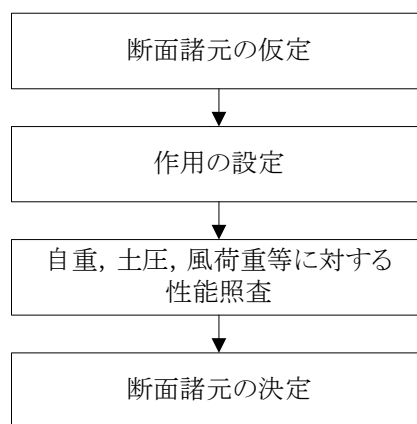 断面諸元の仮定
作用の設定
自重，土圧，風荷重等に対する
性能照査
断面諸元の決定